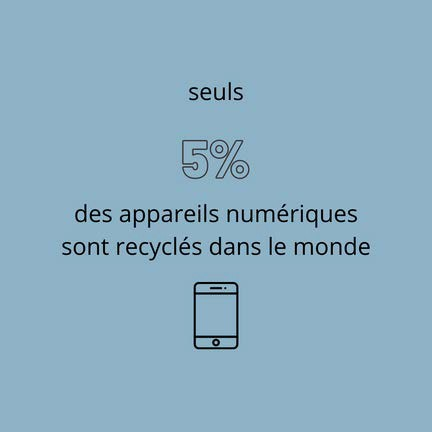 seuls
5%
des appareils numériques
sont recyclés dans le monde